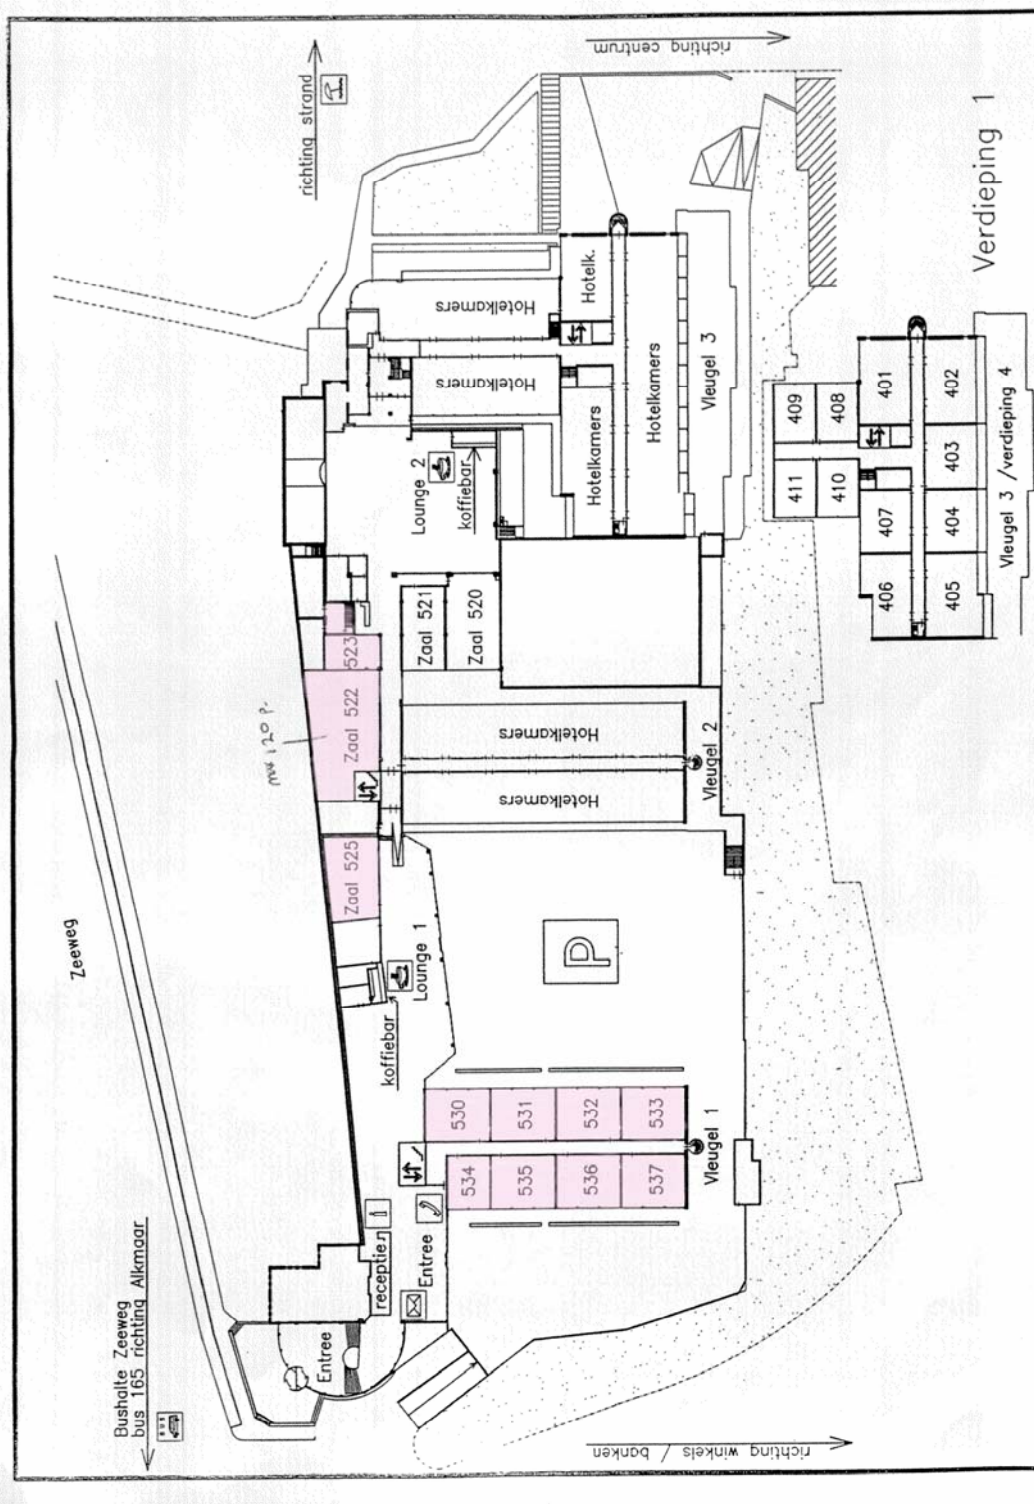 richting centrum
richting strand
Verdieping 1
Hotelkamers
Hotelk.
Hotelkamers
Hotelkamers
Hotelkamers
Vleugel 3
Lounge 2
koffiebar
409
408
401
402
411
410
403
407
404
406
405
Vleugel 3 /verdieping 4
Zaal 521
Zaal 520
523
Zaal 522
120 p.
Hotelkamers
Hotelkamers
Vleugel 2
Zaal 525
Zeeweg
P
Lounge 1
koffiebar
530
531
532
533
534
535
536
537
Vleugel 1
receptie
Entree
Entree
Bushalte Zeeweg
bus 165 richting Alkmaar
BUS
richting winkels / banken